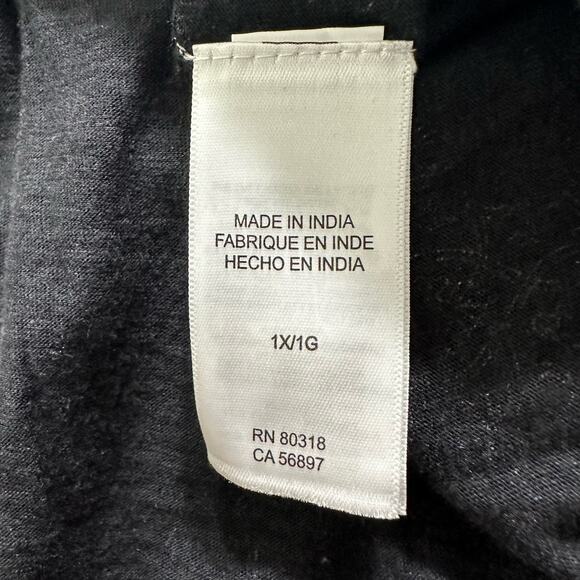 MADE IN INDIA
FABRIQUE EN INDE
HECHO EN INDIA
1X/1G
RN 80318
CA 56897